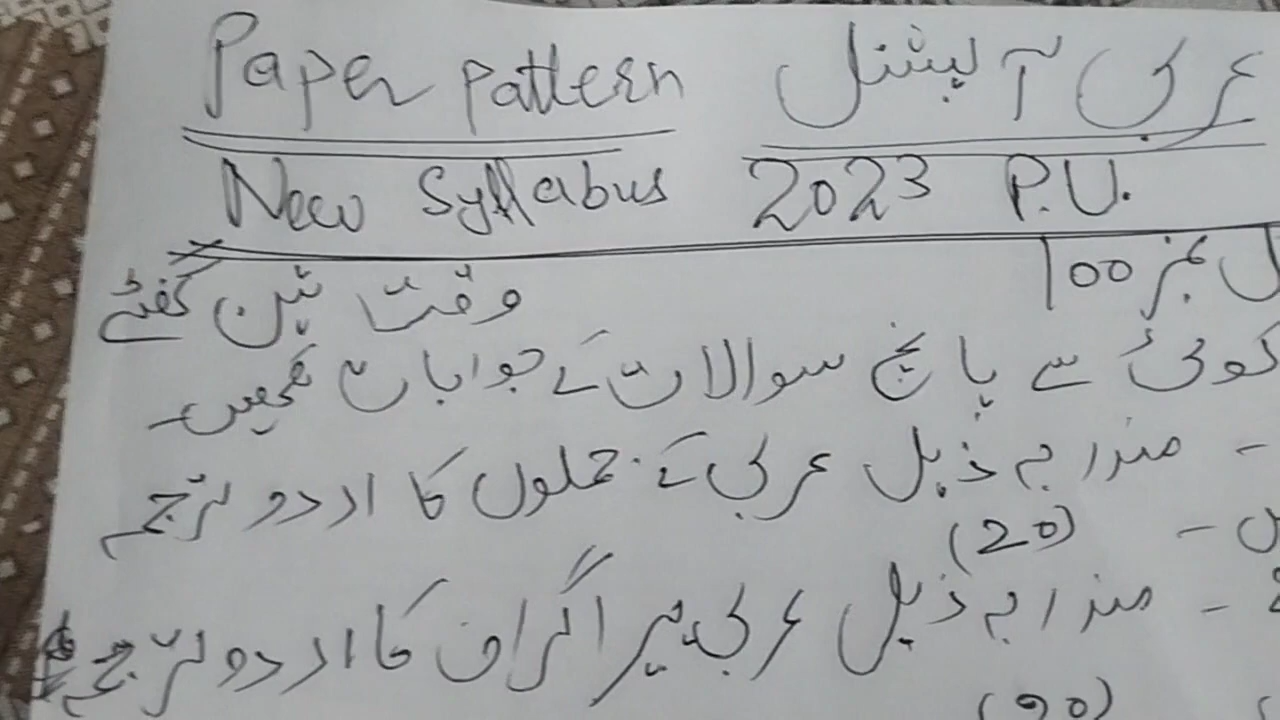 Paper pattern عربی آپشنل
New Syllabus 2023 P.U.
نمبر 100 وقت تین گھنٹے
کوئی سے پانچ سوالات کے جوابات لکھیں۔
- مندرجہ ذیل عربی کے جملوں کا اردو ترجمہ
- (20)
- مندرجہ ذیل عربی پیراگراف کا اردو ترجمہ